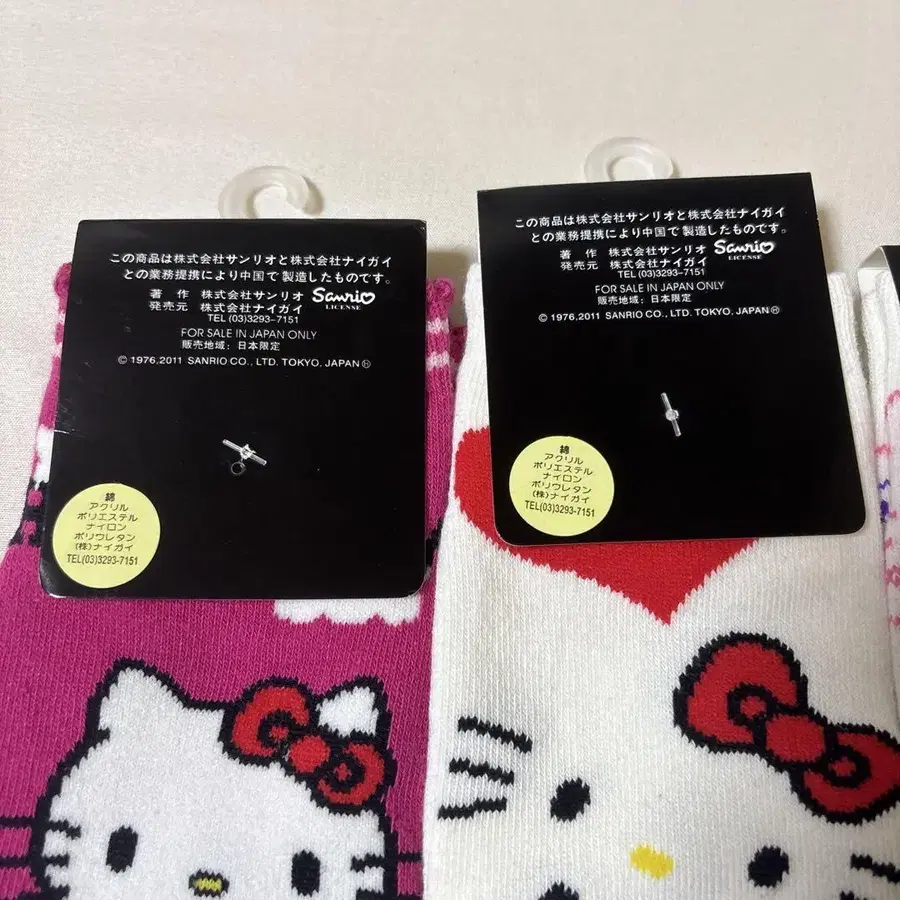 この商品は株式会社サンリオと株式会社ナイガイ
との業務提携により中国で製造したものです。
著 作 株式会社サンリオ
発売元 株式会社ナイガイ
Sanrio
LICENSE
TEL (03)3293-7151
FOR SALE IN JAPAN ONLY
販売地域: 日本限定
© 1976,2011 SANRIO CO., LTD. TOKYO, JAPAN Ⓗ
綿
アクリル
ポリエステル
ナイロン
ポリウレタン
(株)ナイガイ
TEL(03)3293-7151
この商品は株式会社サンリオと株式会社ナイガイ
との業務提携により中国で製造したものです。
著 作 株式会社サンリオ
発売元 株式会社ナイガイ
Sanrio
LICENSE
TEL (03)3293-7151
FOR SALE IN JAPAN ONLY
販売地域: 日本限定
© 1976,2011 SANRIO CO., LTD. TOKYO, JAPAN Ⓗ
綿
アクリル
ポリエステル
ナイロン
ポリウレタン
(株)ナイガイ
TEL(03)3293-7151